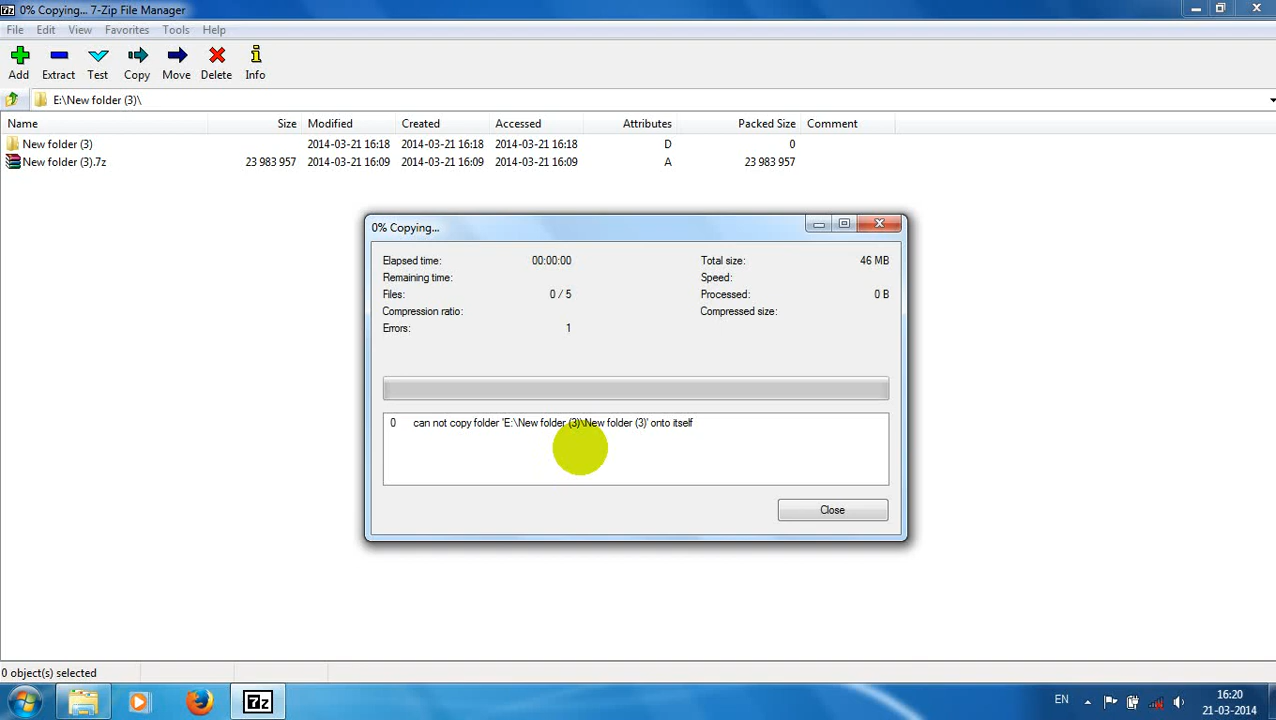 0% Copying... 7-Zip File Manager
File Edit View Favorites Tools Help
Add Extract Test Copy Move Delete Info
E:\New folder (3)\
Name Size Modified Created Accessed Attributes Packed Size Comment
New folder (3) 2014-03-21 16:18 2014-03-21 16:18 2014-03-21 16:18 D 0
New folder (3).7z 23 983 957 2014-03-21 16:09 2014-03-21 16:09 2014-03-21 16:09 A 23 983 957
0% Copying...
Elapsed time: 00:00:00 Total size: 46 MB
Remaining time: Speed:
Files: 0 / 5 Processed: 0 B
Compression ratio: Compressed size:
Errors: 1
0 can not copy folder 'E:\New folder (3)\New folder (3)' onto itself
Close
0 object(s) selected
7z EN 16:20
21-03-2014